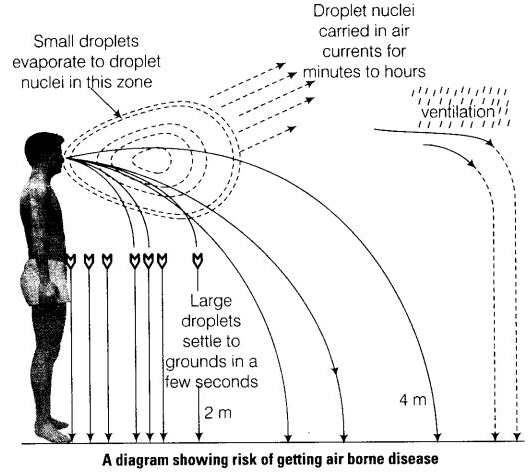 Small droplets
evaporate to droplet
nuclei in this zone
Droplet nuclei
carried in air
currents for
minutes to hours
ventilation
Large
droplets
settle to
grounds in a
few seconds
2 m
4 m
A diagram showing risk of getting air borne disease